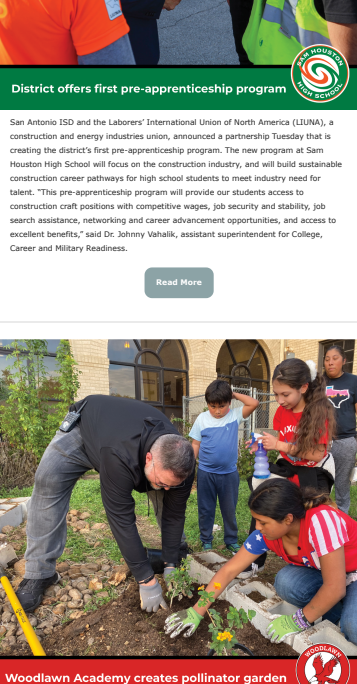 SAM HOUSTON
HIGH SCHOOL
District offers first pre-apprenticeship program
San Antonio ISD and the Laborers' International Union of North America (LIUNA), a
construction and energy industries union, announced a partnership Tuesday that is
creating the district's first pre-apprenticeship program. The new program at Sam
Houston High School will focus on the construction industry, and will build sustainable
construction career pathways for high school students to meet industry need for
talent. "This pre-apprenticeship program will provide our students access to
construction craft positions with competitive wages, job security and stability, job
search assistance, networking and career advancement opportunities, and access to
excellent benefits," said Dr. Johnny Vahalik, assistant superintendent for College,
Career and Military Readiness.
Read More
WOODLAWN
Woodlawn Academy creates pollinator garden